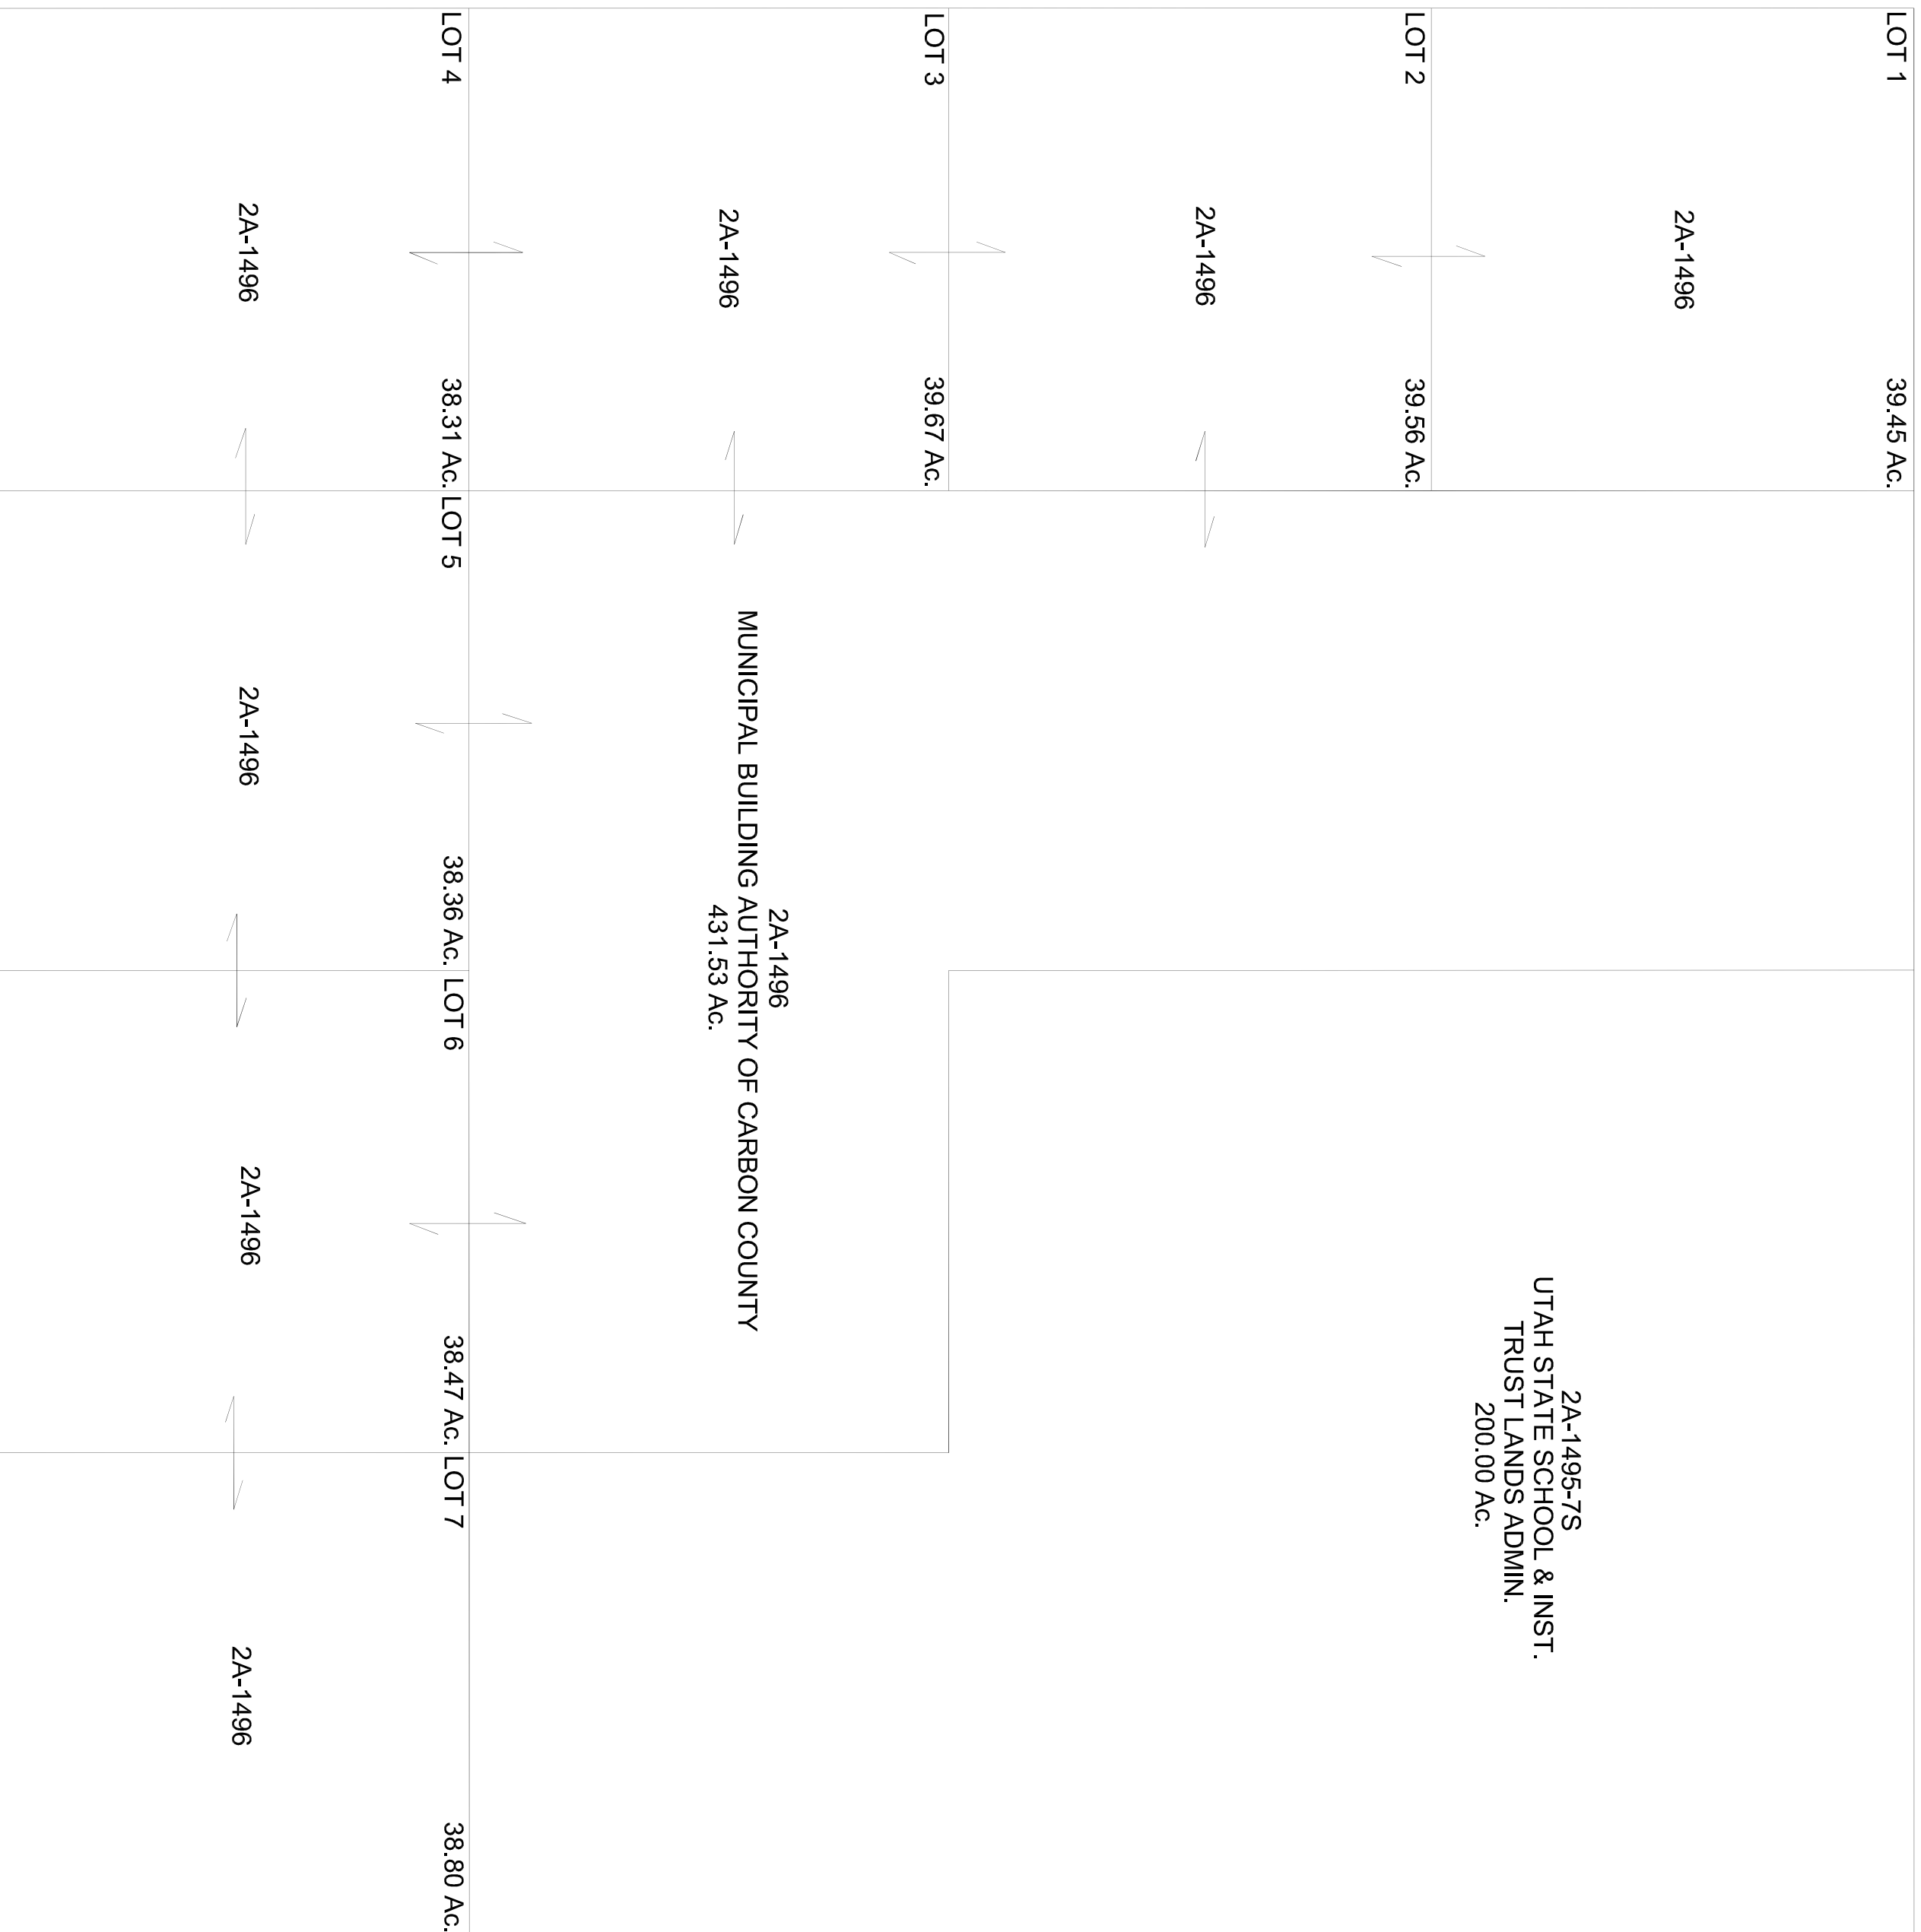 LOT 1
39.45 Ac.
2A-1496
2A-1495-7S
UTAH STATE SCHOOL & INST.
TRUST LANDS ADMIN.
200.00 Ac.
LOT 2
39.56 Ac.
2A-1496
LOT 3
39.67 Ac.
2A-1496
2A-1496
MUNICIPAL BUILDING AUTHORITY OF CARBON COUNTY
431.53 Ac.
LOT 4
38.31 Ac.
2A-1496
LOT 5
38.36 Ac.
2A-1496
LOT 6
38.47 Ac.
2A-1496
LOT 7
38.80 Ac.
2A-1496